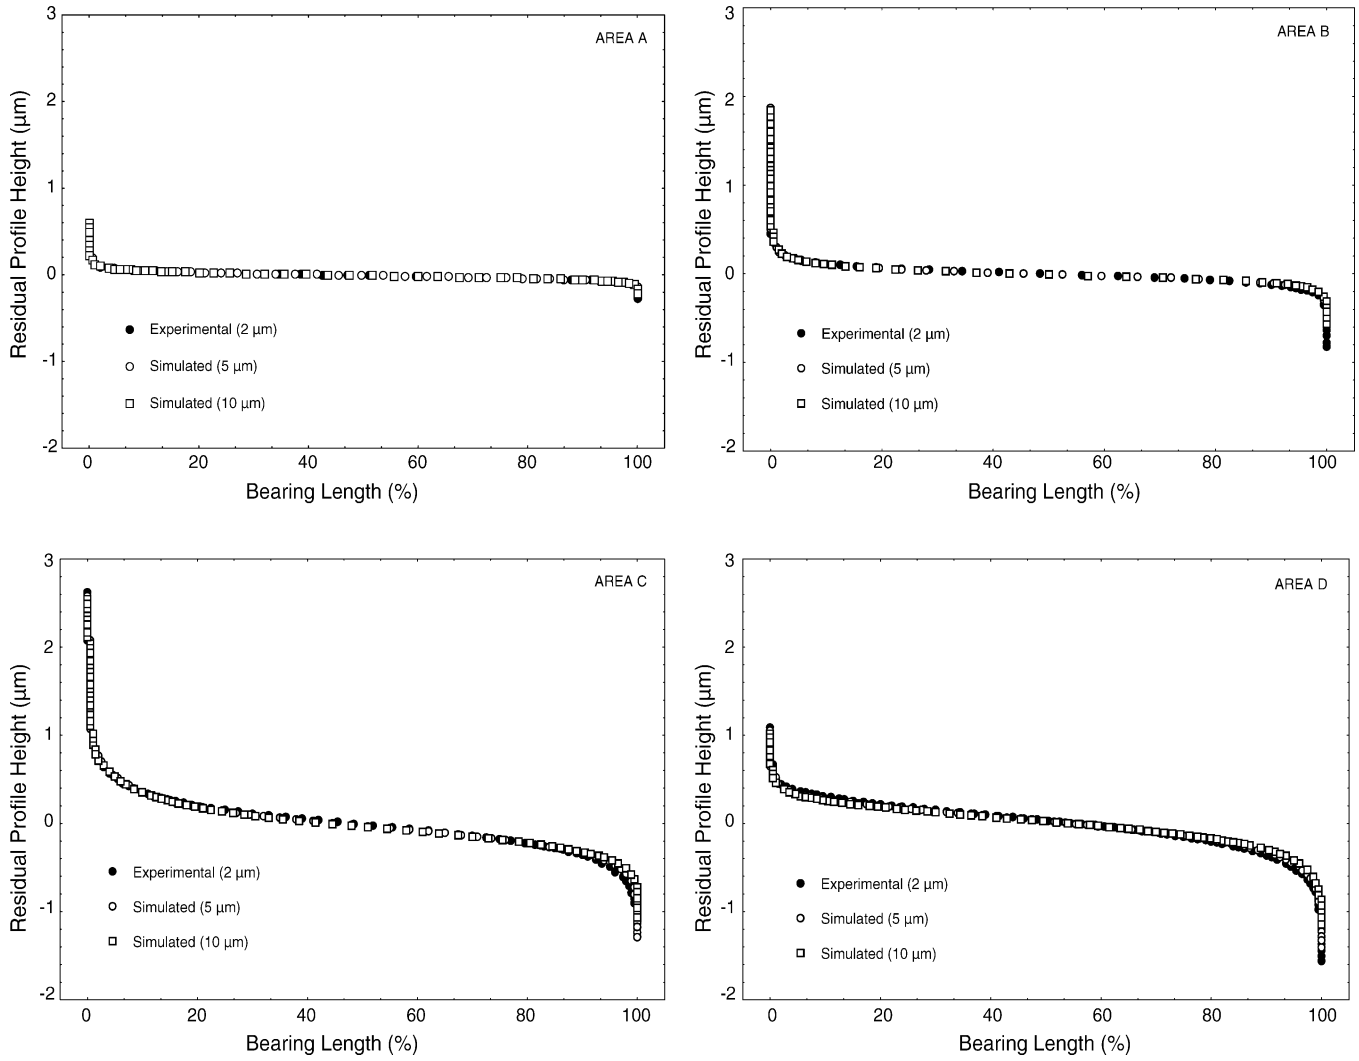 AREA A
Residual Profile Height (µm)
3
2
1
0
-1
-2
Experimental (2 µm)
Simulated (5 µm)
Simulated (10 µm)
0 20 40 60 80 100
Bearing Length (%)
AREA B
Residual Profile Height (µm)
3
2
1
0
-1
-2
Experimental (2 µm)
Simulated (5 µm)
Simulated (10 µm)
0 20 40 60 80 100
Bearing Length (%)
AREA C
Residual Profile Height (µm)
3
2
1
0
-1
-2
Experimental (2 µm)
Simulated (5 µm)
Simulated (10 µm)
0 20 40 60 80 100
Bearing Length (%)
AREA D
Residual Profile Height (µm)
3
2
1
0
-1
-2
Experimental (2 µm)
Simulated (5 µm)
Simulated (10 µm)
0 20 40 60 80 100
Bearing Length (%)